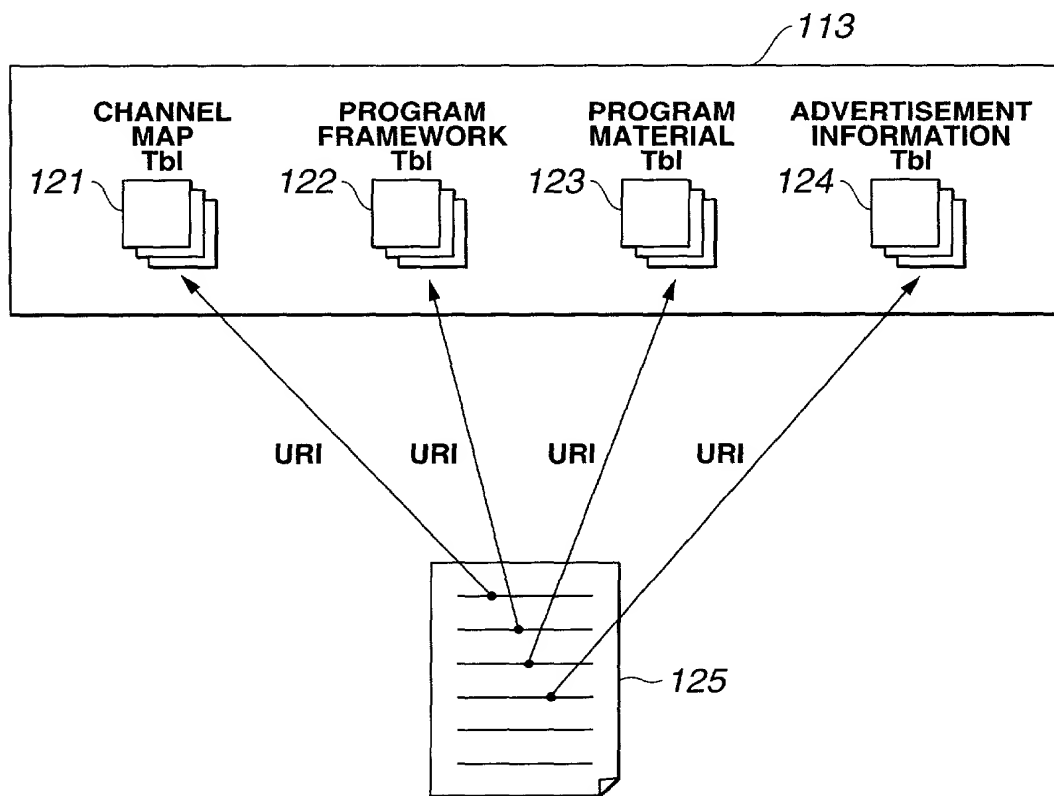 113
CHANNEL
MAP
Tbl
PROGRAM
FRAMEWORK
Tbl
PROGRAM
MATERIAL
Tbl
ADVERTISEMENT
INFORMATION
Tbl
121
122
123
124
URI
URI
URI
URI
125